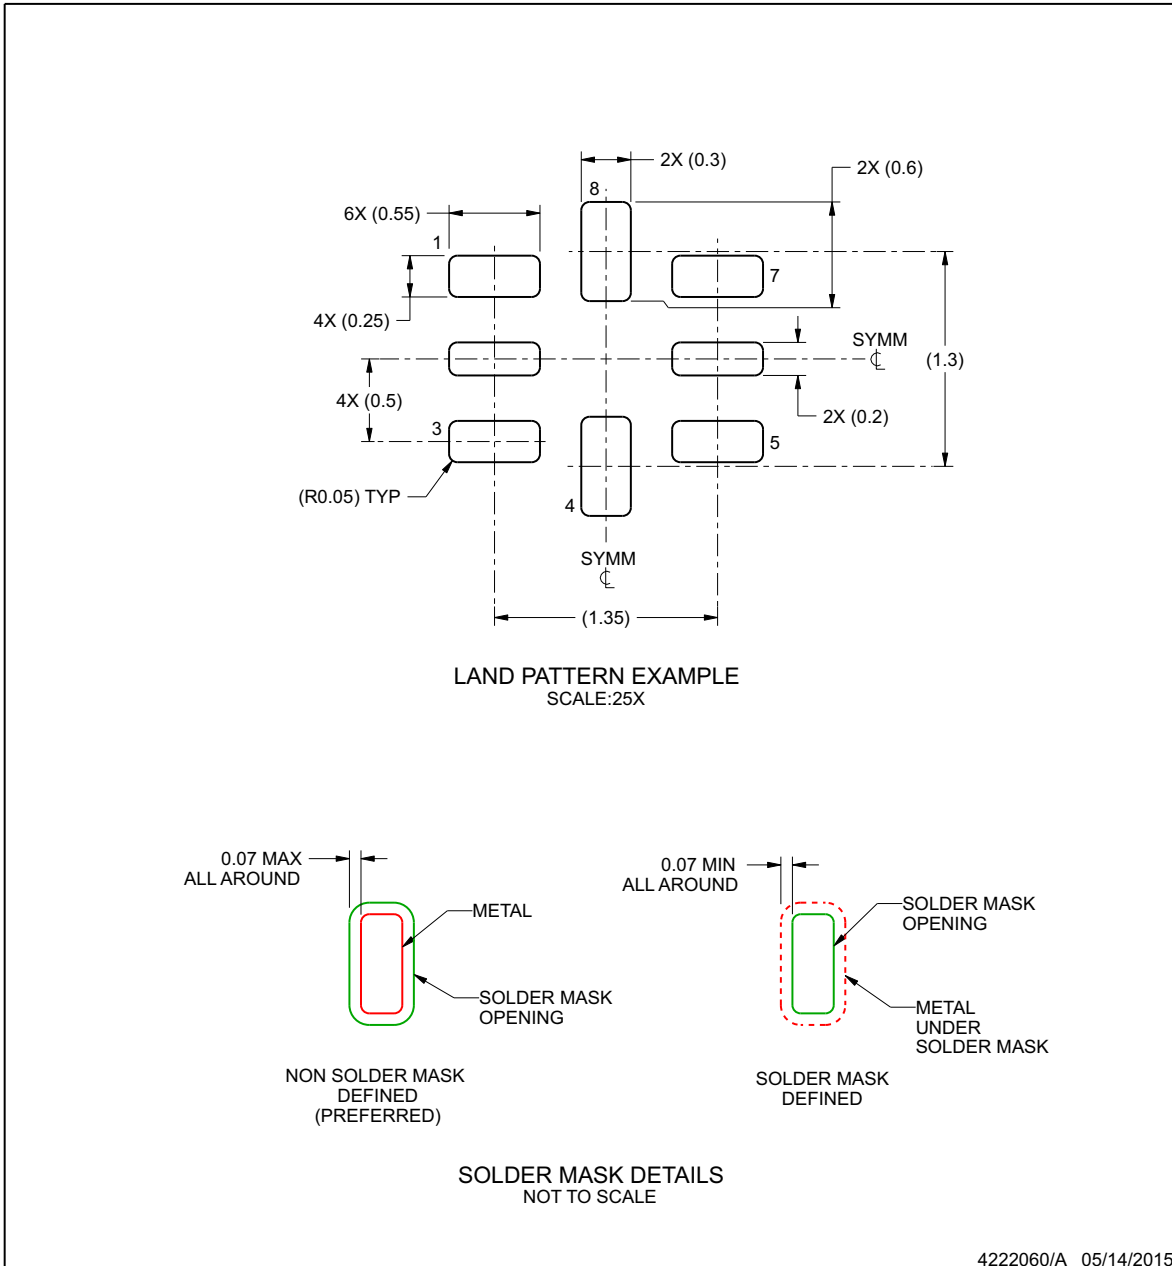 2X (0.3)
2X (0.6)
8
6X (0.55)
1
7
4X (0.25)
SYMM
℄
(1.3)
4X (0.5)
2X (0.2)
3
5
(R0.05) TYP
4
SYMM
℄
(1.35)
LAND PATTERN EXAMPLE
SCALE:25X
0.07 MAX
ALL AROUND
METAL
SOLDER MASK
OPENING
NON SOLDER MASK
DEFINED
(PREFERRED)
0.07 MIN
ALL AROUND
SOLDER MASK
OPENING
METAL
UNDER
SOLDER MASK
SOLDER MASK
DEFINED
SOLDER MASK DETAILS
NOT TO SCALE
4222060/A 05/14/2015